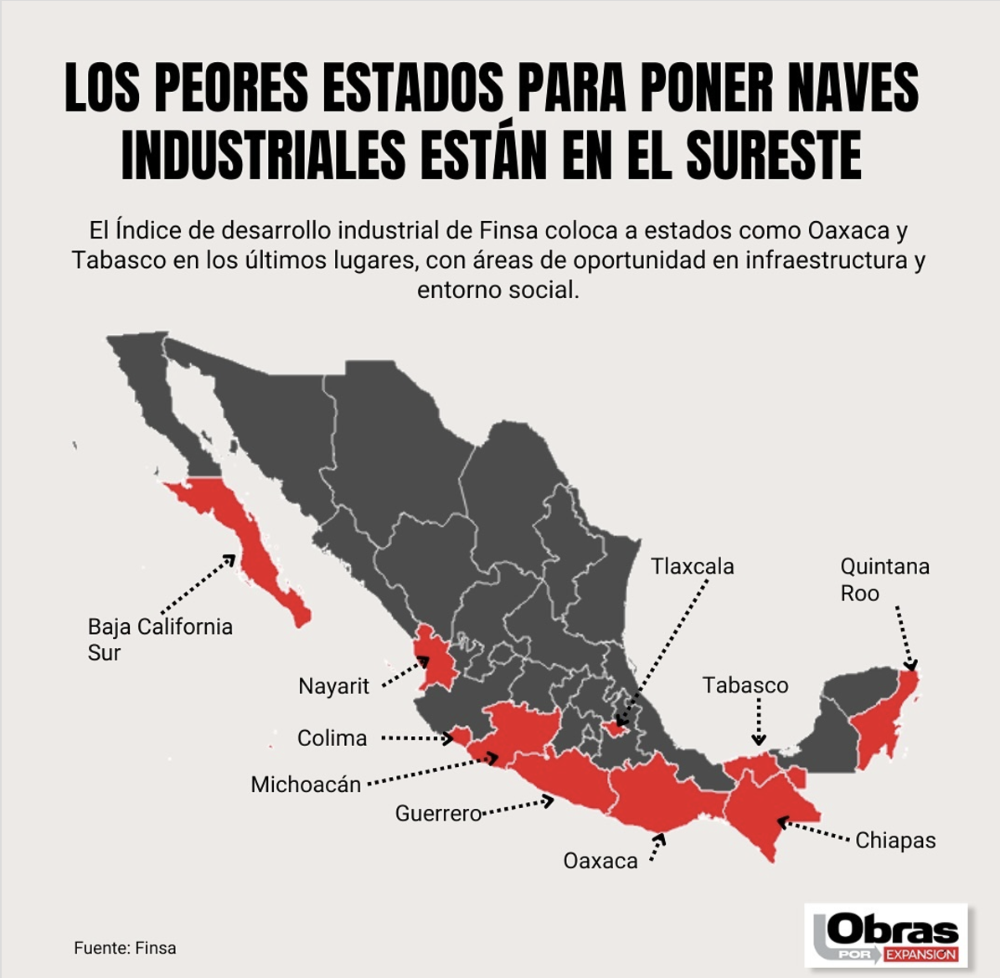 LOS PEORES ESTADOS PARA PONER NAVES
INDUSTRIALES ESTÁN EN EL SURESTE
El Índice de desarrollo industrial de Finsa coloca a estados como Oaxaca y
Tabasco en los últimos lugares, con áreas de oportunidad en infraestructura y
entorno social.
Tlaxcala
Quintana
Roo
Baja California
Sur
Nayarit
Tabasco
Colima
Michoacán
Guerrero
Chiapas
Oaxaca
Fuente: Finsa
Obras
POR EXPANSIÓN